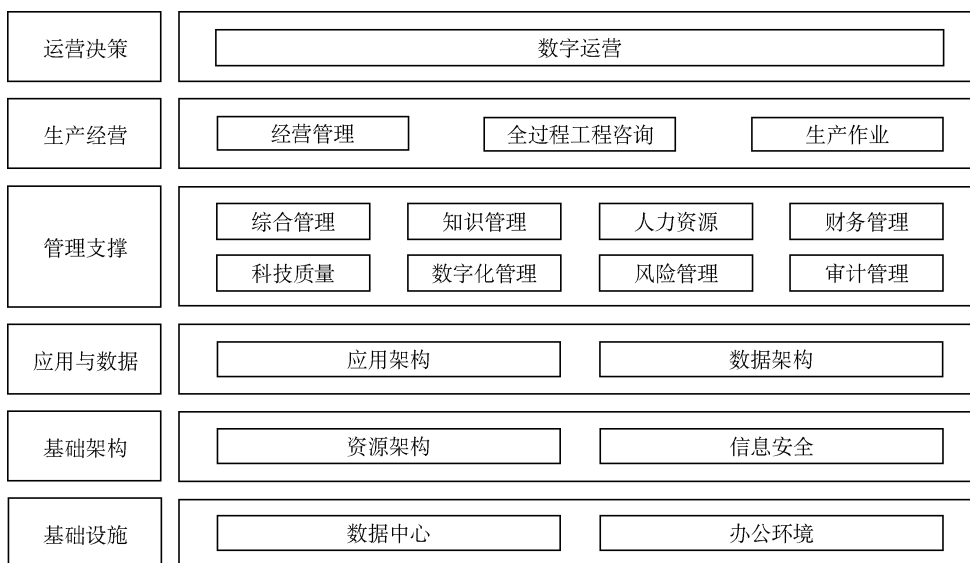 运营决策
数字运营
生产经营
经营管理
全过程工程咨询
生产作业
管理支撑
综合管理
知识管理
人力资源
财务管理
科技质量
数字化管理
风险管理
审计管理
应用与数据
应用架构
数据架构
基础架构
资源架构
信息安全
基础设施
数据中心
办公环境